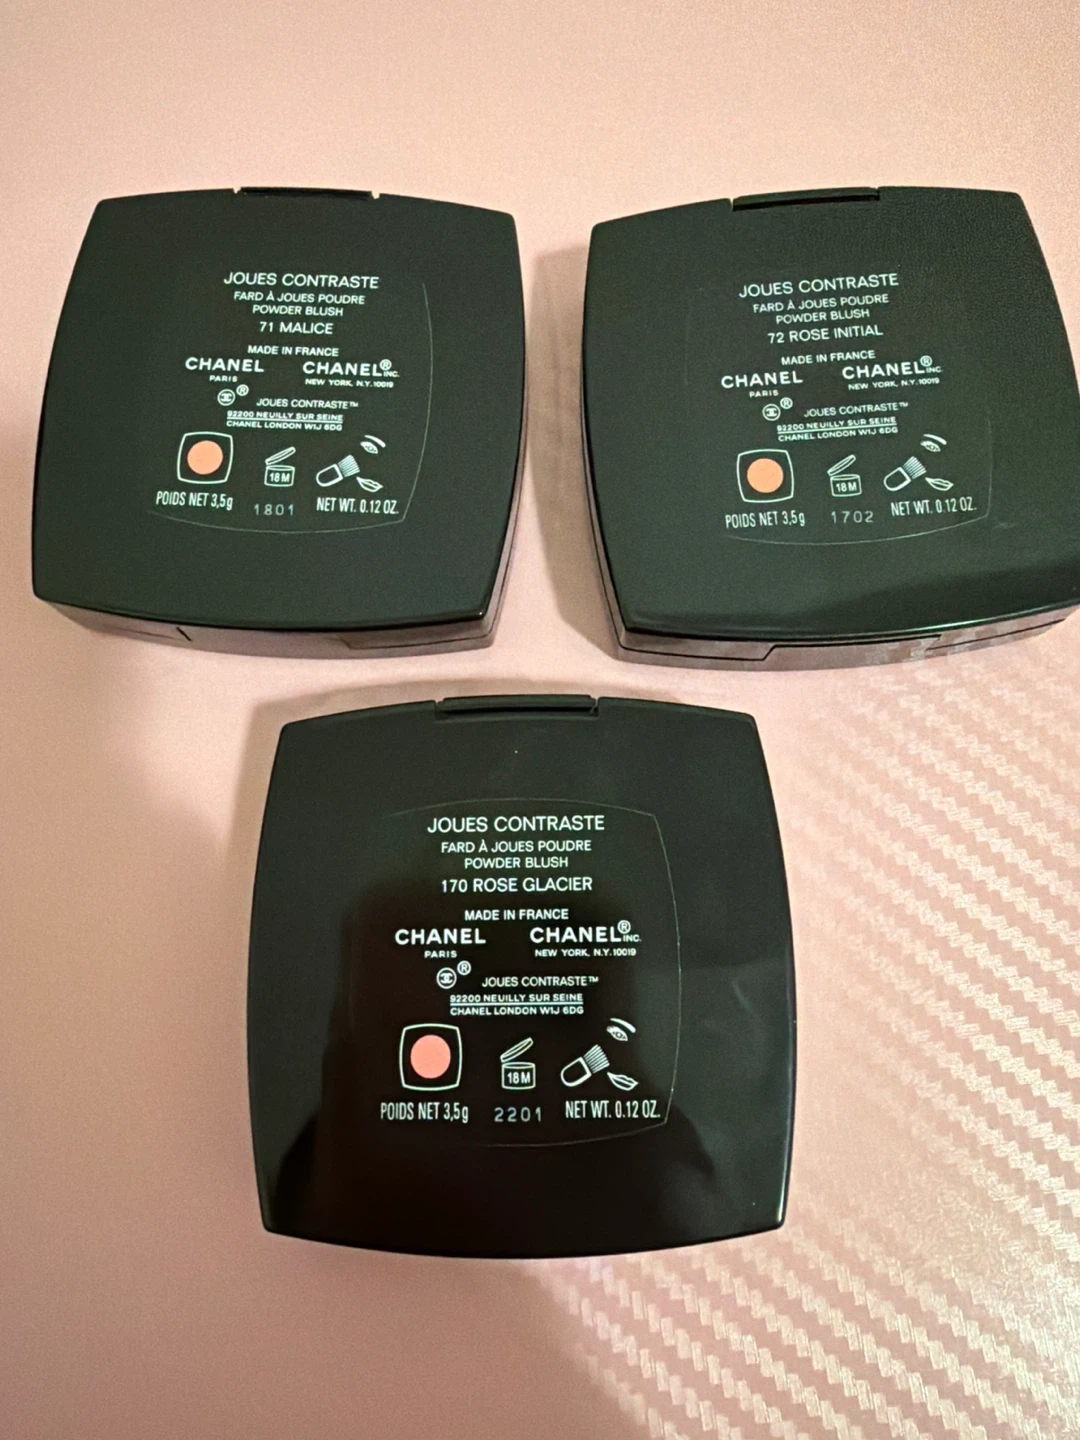 JOUES CONTRASTE
FARD À JOUES POUDRE
POWDER BLUSH
71 MALICE
MADE IN FRANCE
CHANEL CHANEL® INC.
PARIS NEW YORK, N.Y. 10019
® JOUES CONTRASTE™
92200 NEUILLY SUR SEINE
CHANEL LONDON W1J 6DG
18M
POIDS NET 3,5g 1801 NET WT. 0.12 OZ.
JOUES CONTRASTE
FARD À JOUES POUDRE
POWDER BLUSH
72 ROSE INITIAL
MADE IN FRANCE
CHANEL CHANEL® INC.
PARIS NEW YORK, N.Y. 10019
® JOUES CONTRASTE™
92200 NEUILLY SUR SEINE
CHANEL LONDON W1J 6DG
18M
POIDS NET 3,5g 1702 NET WT. 0.12 OZ.
JOUES CONTRASTE
FARD À JOUES POUDRE
POWDER BLUSH
170 ROSE GLACIER
MADE IN FRANCE
CHANEL CHANEL® INC.
PARIS NEW YORK, N.Y. 10019
® JOUES CONTRASTE™
92200 NEUILLY SUR SEINE
CHANEL LONDON W1J 6DG
18M
POIDS NET 3,5g 2201 NET WT. 0.12 OZ.